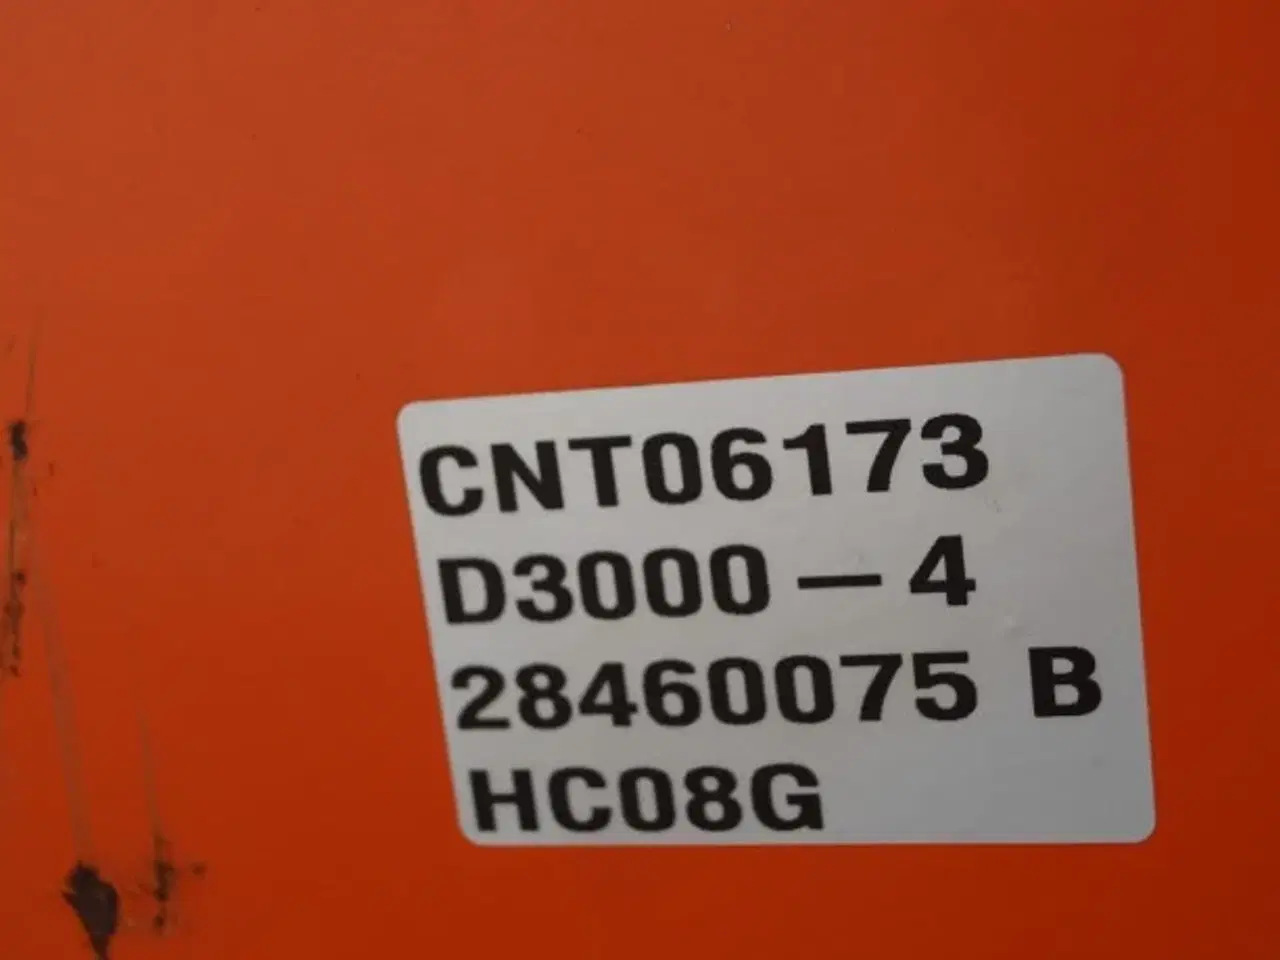 CNT06173
D3000 — 4
28460075 B
HC08G